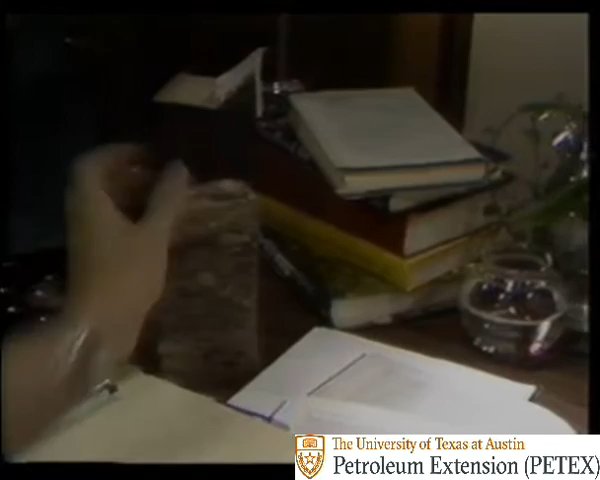 The University of Texas at Austin
Petroleum Extension (PETEX)